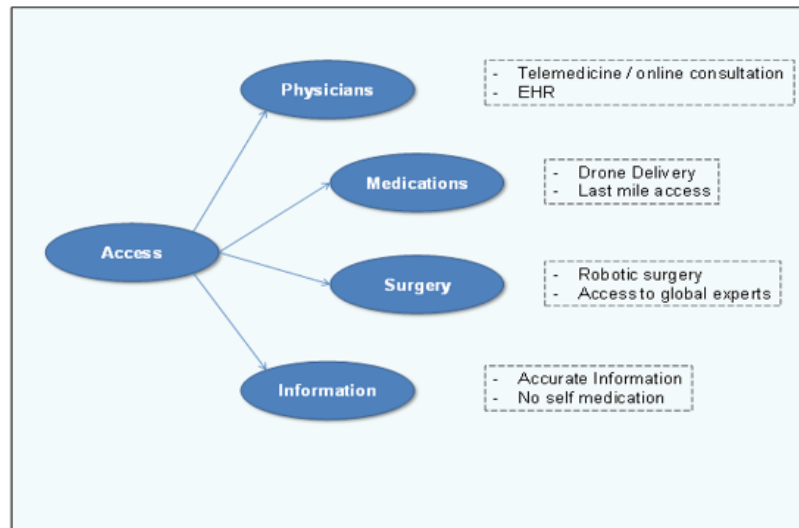 Physicians
- Telemedicine / online consultation
- EHR
Medications
- Drone Delivery
- Last mile access
Access
Surgery
- Robotic surgery
- Access to global experts
Information
- Accurate Information
- No self medication